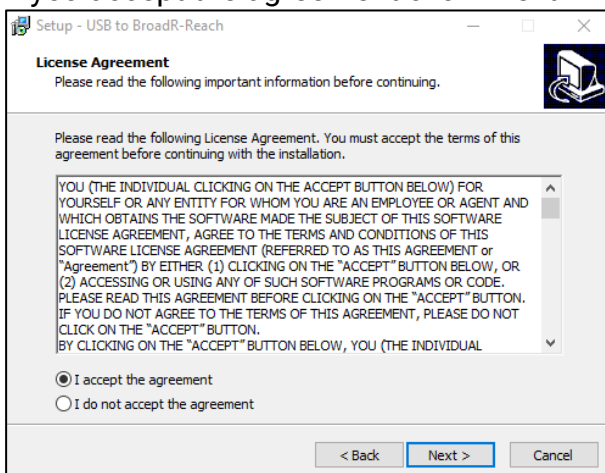 Setup - USB to BroadR-Reach
License Agreement
Please read the following important information before continuing.
Please read the following License Agreement. You must accept the terms of this
agreement before continuing with the installation.
YOU (THE INDIVIDUAL CLICKING ON THE ACCEPT BUTTON BELOW) FOR
YOURSELF OR ANY ENTITY FOR WHOM YOU ARE AN EMPLOYEE OR AGENT AND
WHICH OBTAINS THE SOFTWARE MADE THE SUBJECT OF THIS SOFTWARE
LICENSE AGREEMENT, AGREE TO THE TERMS AND CONDITIONS OF THIS
SOFTWARE LICENSE AGREEMENT (REFERRED TO AS THIS AGREEMENT or
"Agreement") BY EITHER (1) CLICKING ON THE "ACCEPT" BUTTON BELOW, OR
(2) ACCESSING OR USING ANY OF SUCH SOFTWARE PROGRAMS OR CODE.
PLEASE READ THIS AGREEMENT BEFORE CLICKING ON THE "ACCEPT" BUTTON.
IF YOU DO NOT AGREE TO THE TERMS OF THIS AGREEMENT, PLEASE DO NOT
CLICK ON THE "ACCEPT" BUTTON.
BY CLICKING ON THE "ACCEPT" BUTTON BELOW, YOU (THE INDIVIDUAL
I accept the agreement
I do not accept the agreement
< Back Next > Cancel